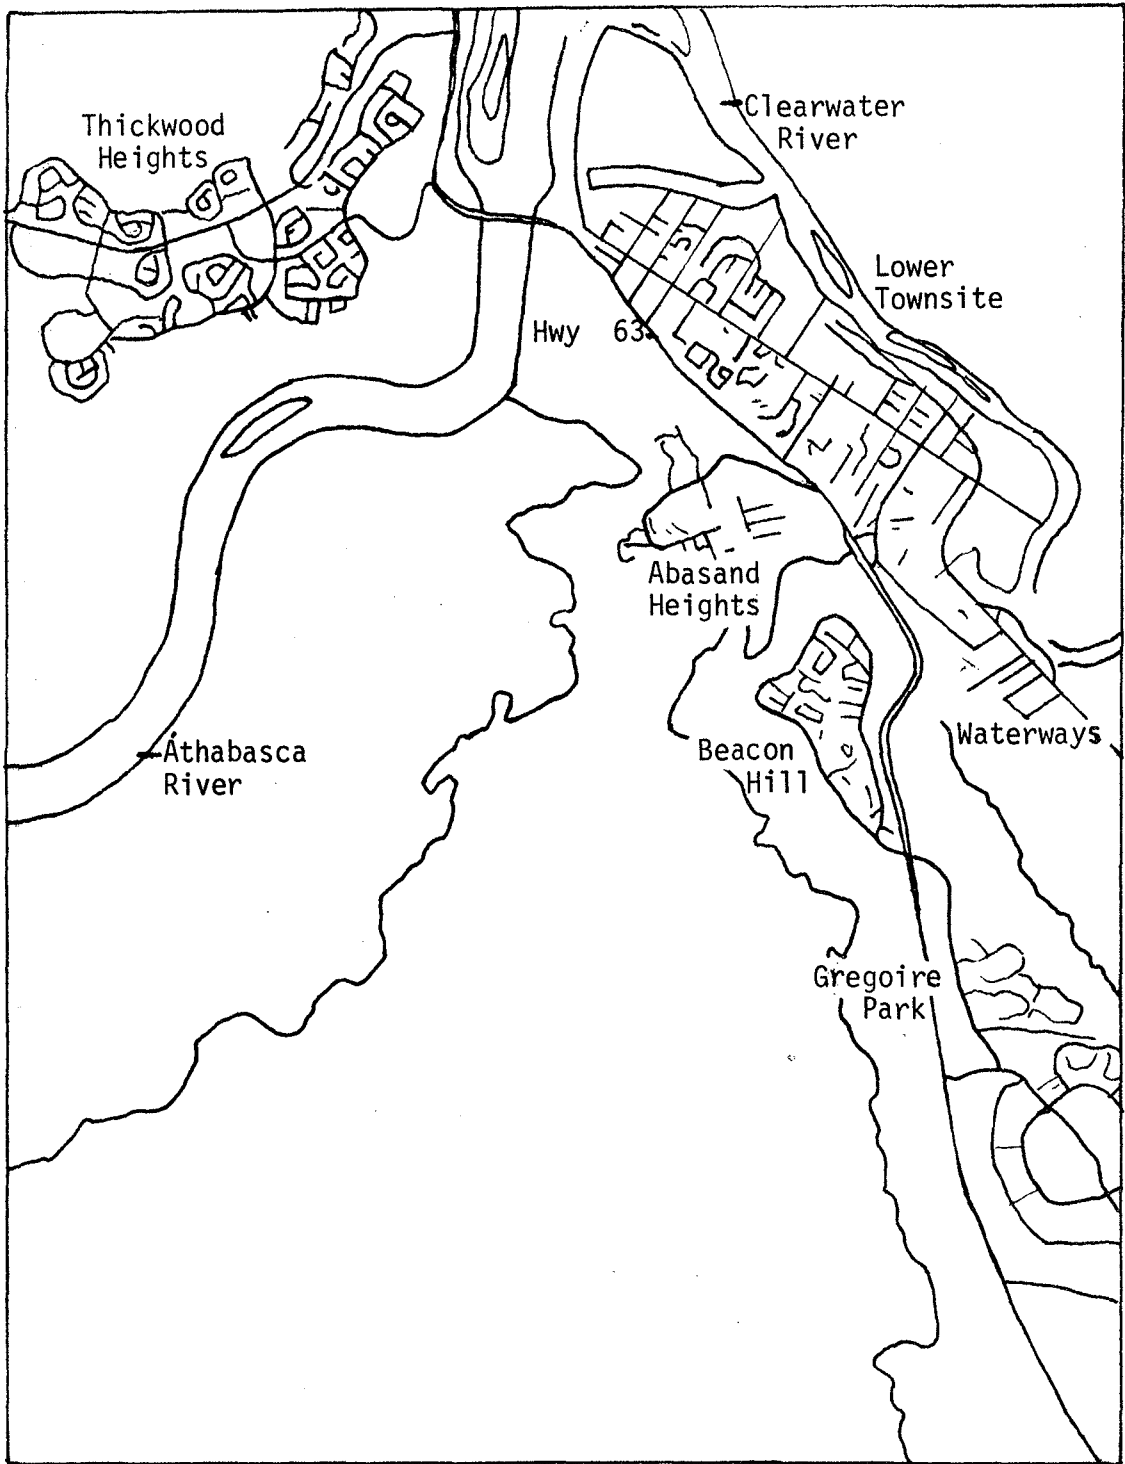 Clearwater
River
Thickwood
Heights
Lower
Townsite
Hwy 63
Abasand
Heights
Waterways
Beacon
Hill
Athabasca
River
Gregoire
Park